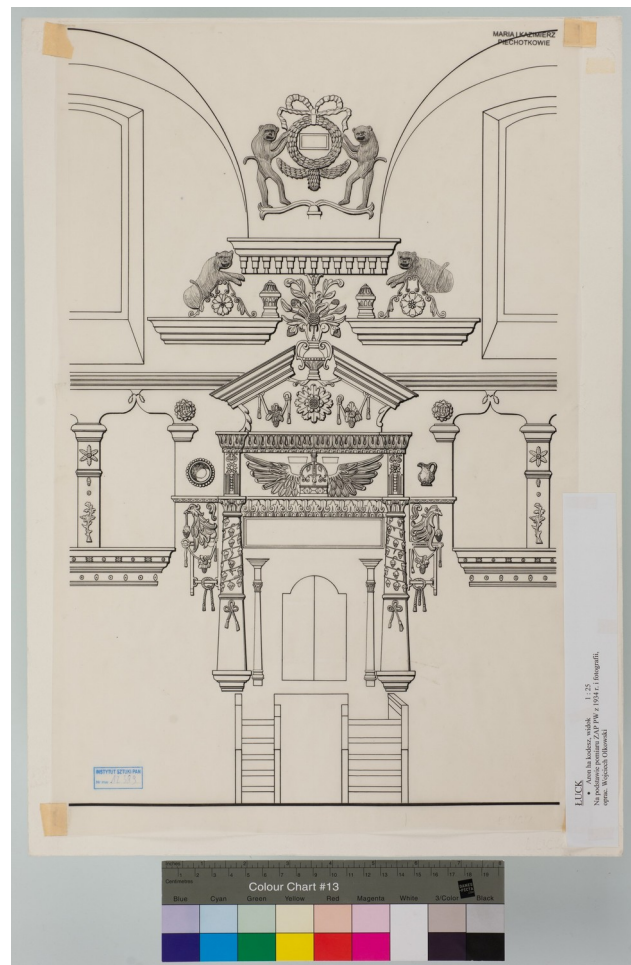 MARIA I KAZIMIERZ
PIECHOTKOWIE
ŁUCK
• Aron ha kodesz, widok 1 : 25
Na podstawie pomiaru ZAP PW z 1934 r. i fotografii,
oprac. Wojciech Olkowski
INSTYTUT SZTUKI PAN
Centimetres
Colour Chart #13
Blue Cyan Green Yellow Red Magenta White 3/Color Black